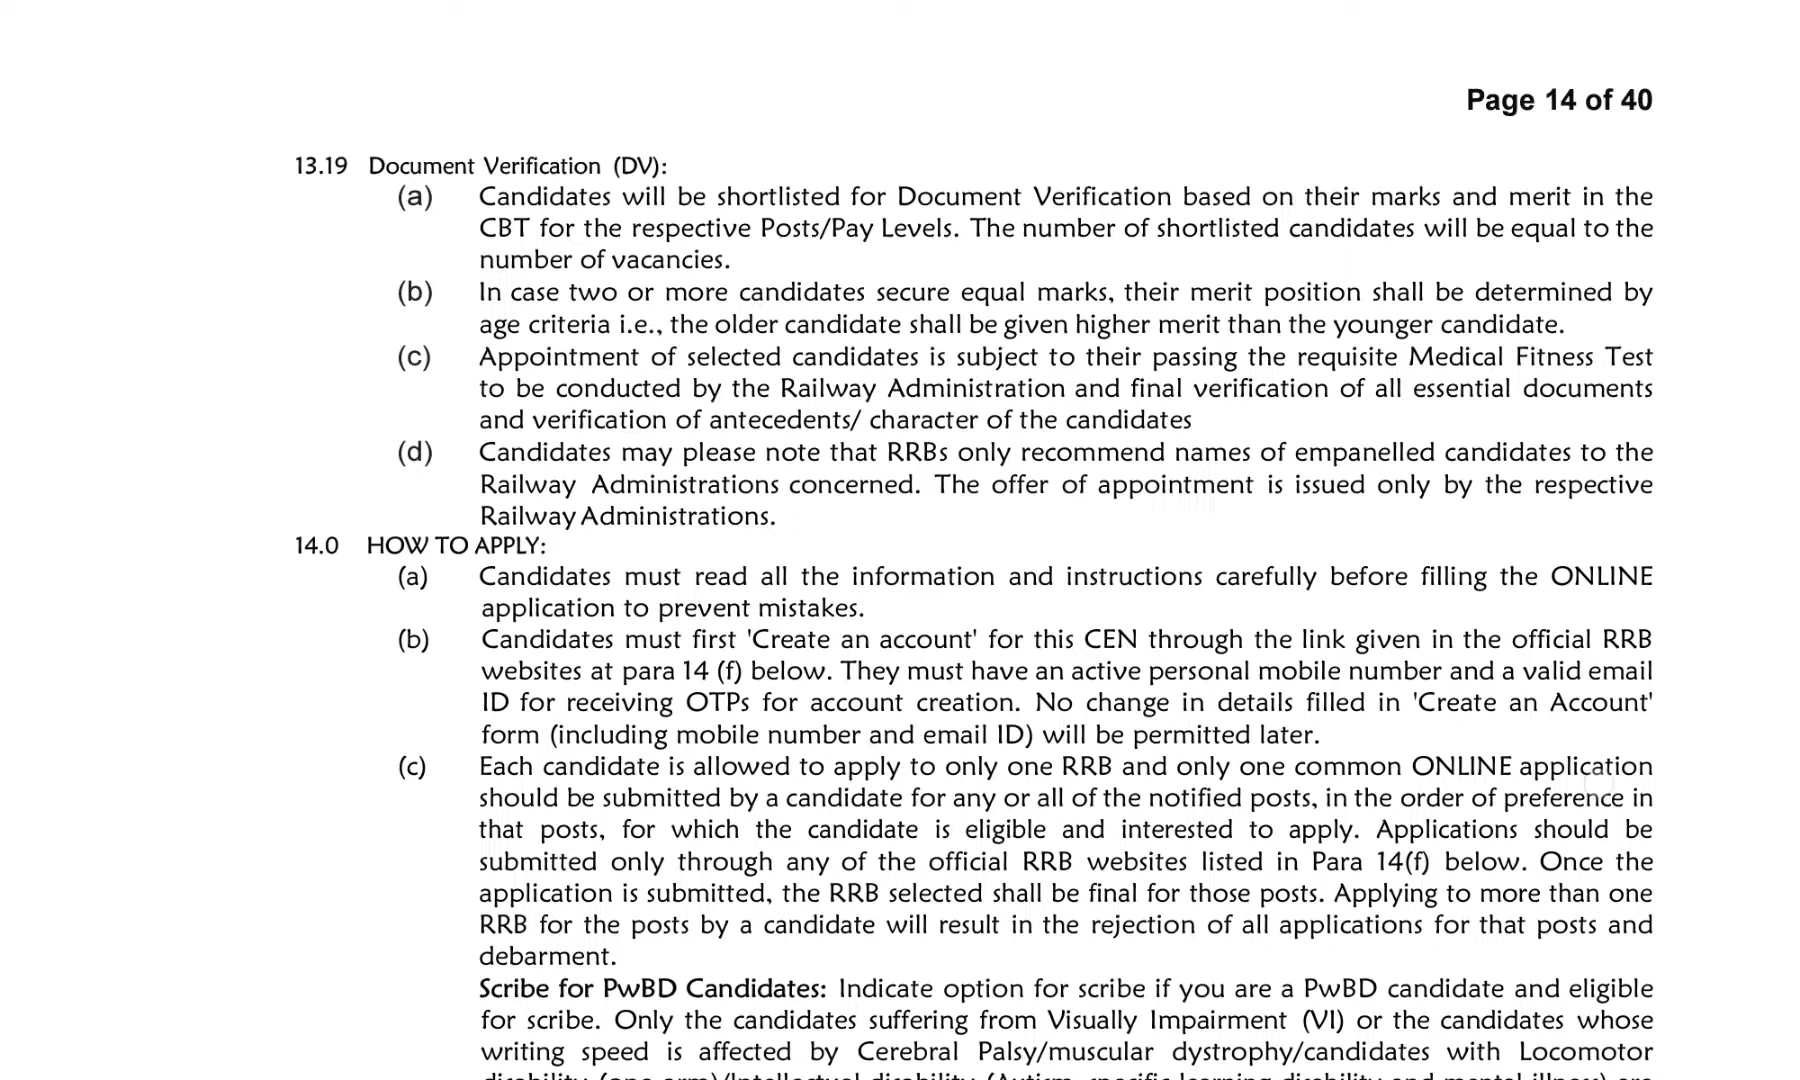 Page 14 of 40
13.19 Document Verification (DV):
(a) Candidates will be shortlisted for Document Verification based on their marks and merit in the
CBT for the respective Posts/Pay Levels. The number of shortlisted candidates will be equal to the
number of vacancies.
(b) In case two or more candidates secure equal marks, their merit position shall be determined by
age criteria i.e., the older candidate shall be given higher merit than the younger candidate.
(c) Appointment of selected candidates is subject to their passing the requisite Medical Fitness Test
to be conducted by the Railway Administration and final verification of all essential documents
and verification of antecedents/ character of the candidates
(d) Candidates may please note that RRBs only recommend names of empanelled candidates to the
Railway Administrations concerned. The offer of appointment is issued only by the respective
Railway Administrations.
14.0 HOW TO APPLY:
(a) Candidates must read all the information and instructions carefully before filling the ONLINE
application to prevent mistakes.
(b) Candidates must first 'Create an account' for this CEN through the link given in the official RRB
websites at para 14 (f) below. They must have an active personal mobile number and a valid email
ID for receiving OTPs for account creation. No change in details filled in 'Create an Account'
form (including mobile number and email ID) will be permitted later.
(c) Each candidate is allowed to apply to only one RRB and only one common ONLINE application
should be submitted by a candidate for any or all of the notified posts, in the order of preference in
that posts, for which the candidate is eligible and interested to apply. Applications should be
submitted only through any of the official RRB websites listed in Para 14(f) below. Once the
application is submitted, the RRB selected shall be final for those posts. Applying to more than one
RRB for the posts by a candidate will result in the rejection of all applications for that posts and
debarment.
Scribe for PwBD Candidates: Indicate option for scribe if you are a PwBD candidate and eligible
for scribe. Only the candidates suffering from Visually Impairment (VI) or the candidates whose
writing speed is affected by Cerebral Palsy/muscular dystrophy/candidates with Locomotor